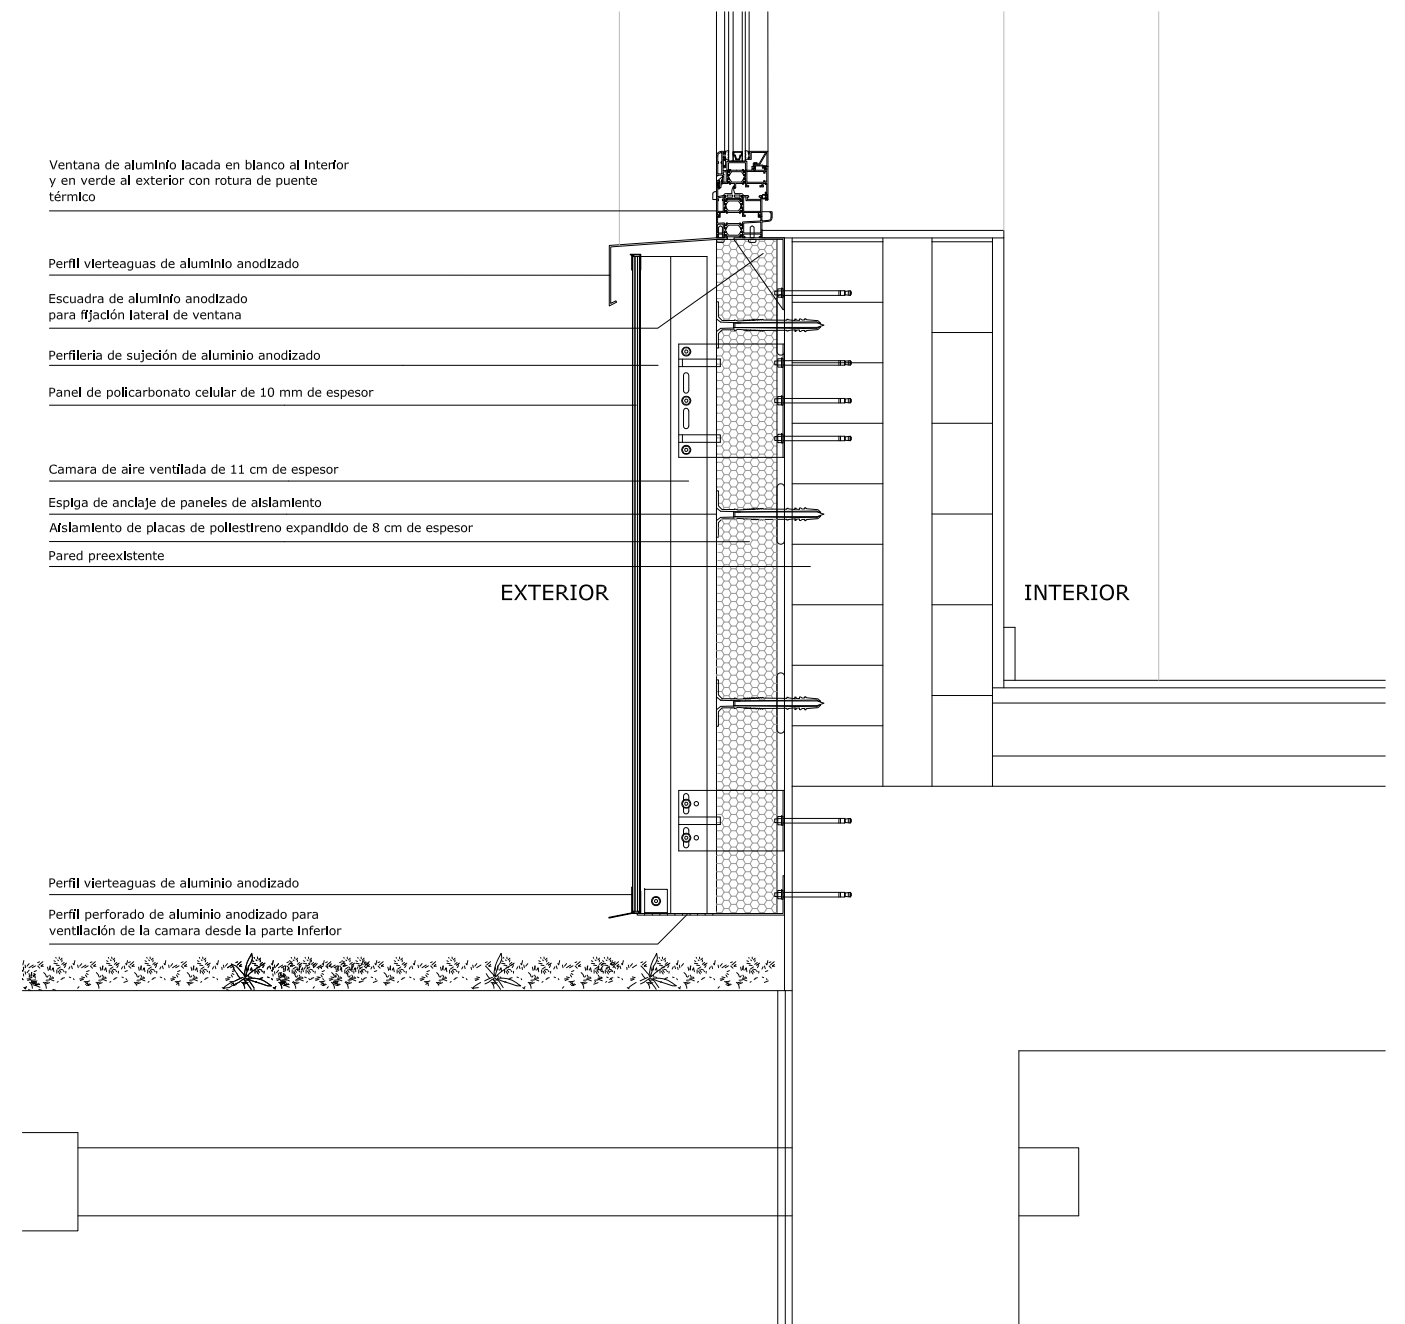 Ventana de aluminio lacada en blanco al interior
y en verde al exterior con rotura de puente
térmico
Perfil vierteaguas de aluminio anodizado
Escuadra de aluminio anodizado
para fijación lateral de ventana
Perfileria de sujeción de aluminio anodizado
Panel de policarbonato celular de 10 mm de espesor
Camara de aire ventilada de 11 cm de espesor
Espiga de anclaje de paneles de aislamiento
Aislamiento de placas de poliestireno expandido de 8 cm de espesor
Pared preexistente
EXTERIOR
INTERIOR
Perfil vierteaguas de aluminio anodizado
Perfil perforado de aluminio anodizado para
ventilación de la camara desde la parte inferior